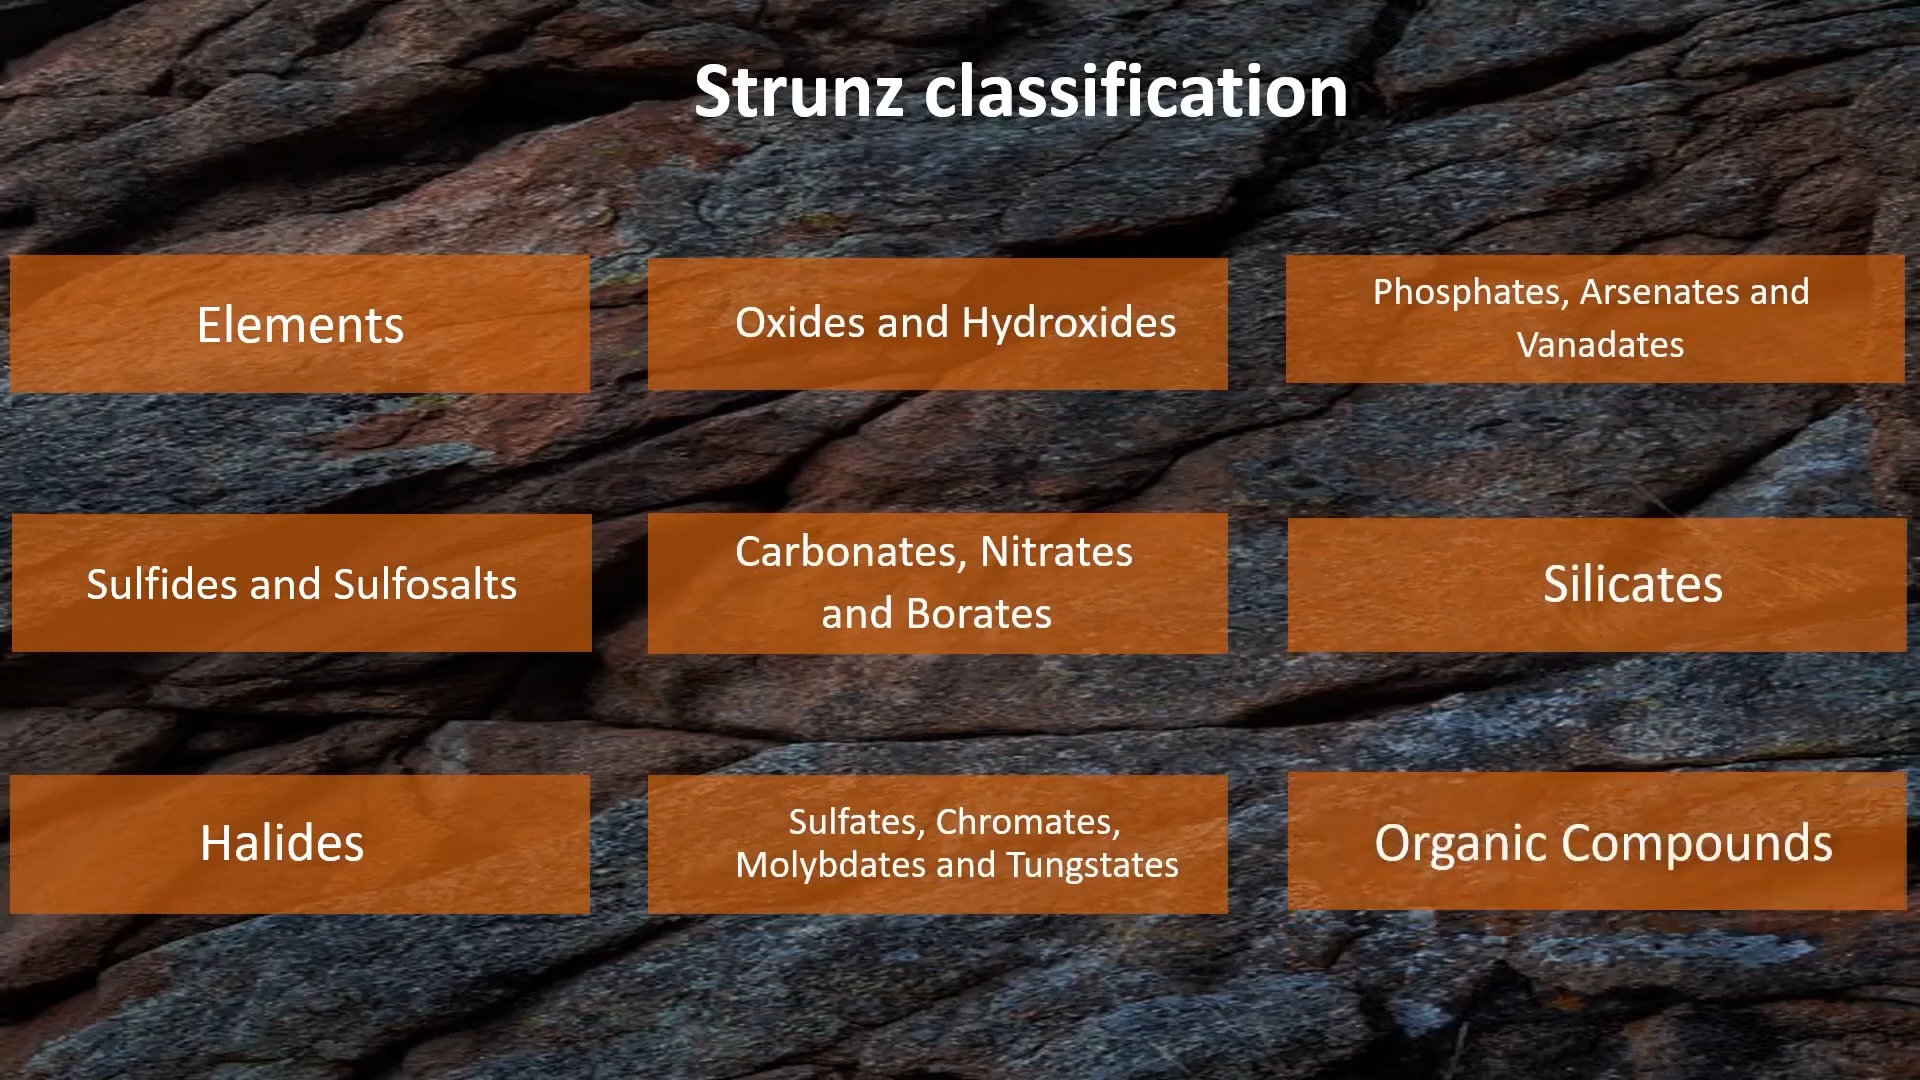 Strunz classification
Elements
Oxides and Hydroxides
Phosphates, Arsenates and
Vanadates
Sulfides and Sulfosalts
Carbonates, Nitrates
and Borates
Silicates
Halides
Sulfates, Chromates,
Molybdates and Tungstates
Organic Compounds